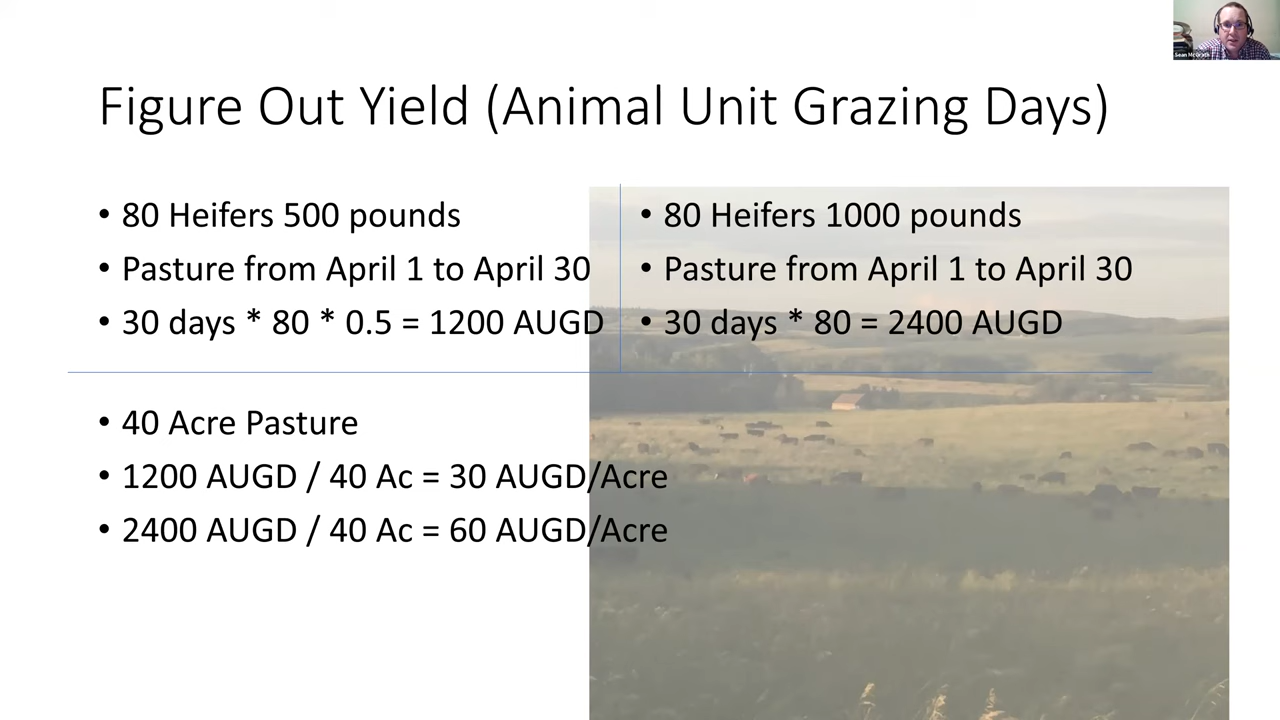 Figure Out Yield (Animal Unit Grazing Days)
• 80 Heifers 500 pounds
• Pasture from April 1 to April 30
• 30 days * 80 * 0.5 = 1200 AUGD
• 80 Heifers 1000 pounds
• Pasture from April 1 to April 30
• 30 days * 80 = 2400 AUGD
• 40 Acre Pasture
• 1200 AUGD / 40 Ac = 30 AUGD/Acre
• 2400 AUGD / 40 Ac = 60 AUGD/Acre
Sean McGrath